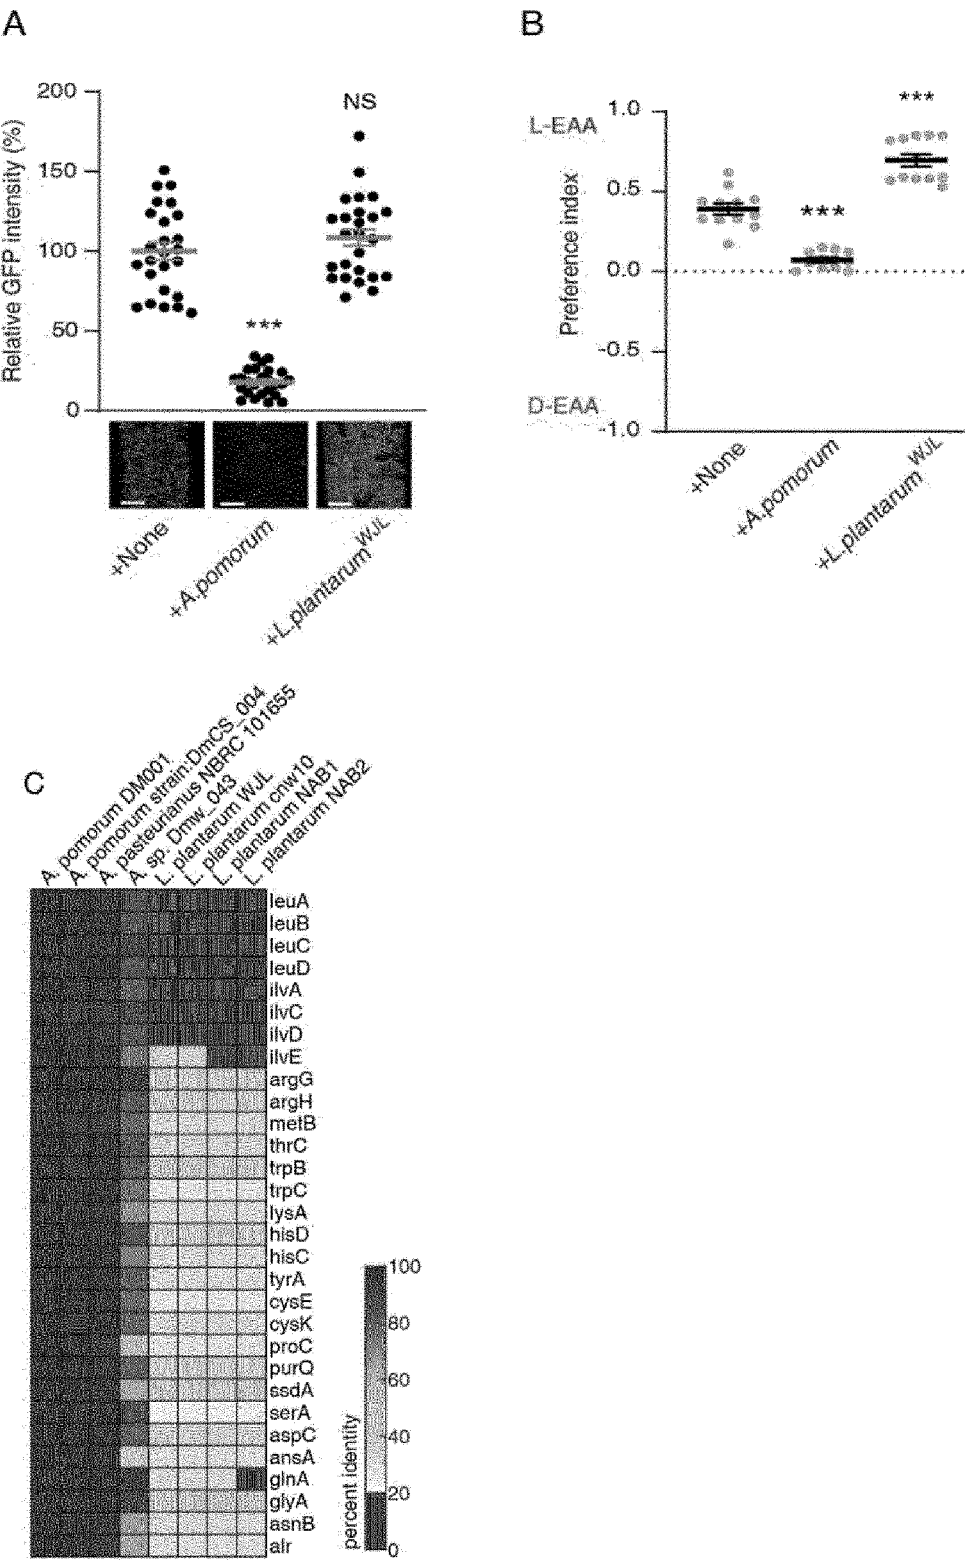 A
B
200
150
100
50
0
Relative GFP intensity (%)
NS
***
+None
+A.pomorum
+L.plantarum WJL
L-EAA
D-EAA
Preference index
1.0
0.5
0.0
-0.5
-1.0
***
***
+None
+A.pomorum
+L.plantarum WJL
C
A. pomorum DM001
A. pomorum strain:DmCS_004
A. pasteurianus NBRC 101655
A. sp. Dmw_043
L. plantarum WJL
L. plantarum cnw10
L. plantarum NAB1
L. plantarum NAB2
leuA
leuB
leuC
leuD
ilvA
ilvC
ilvD
ilvE
argG
argH
metB
thrC
trpB
trpC
lysA
hisD
hisC
tyrA
cysE
cysK
proC
purQ
ssdA
serA
aspC
ansA
glnA
glyA
asnB
alr
percent identity
100
80
60
40
20
0